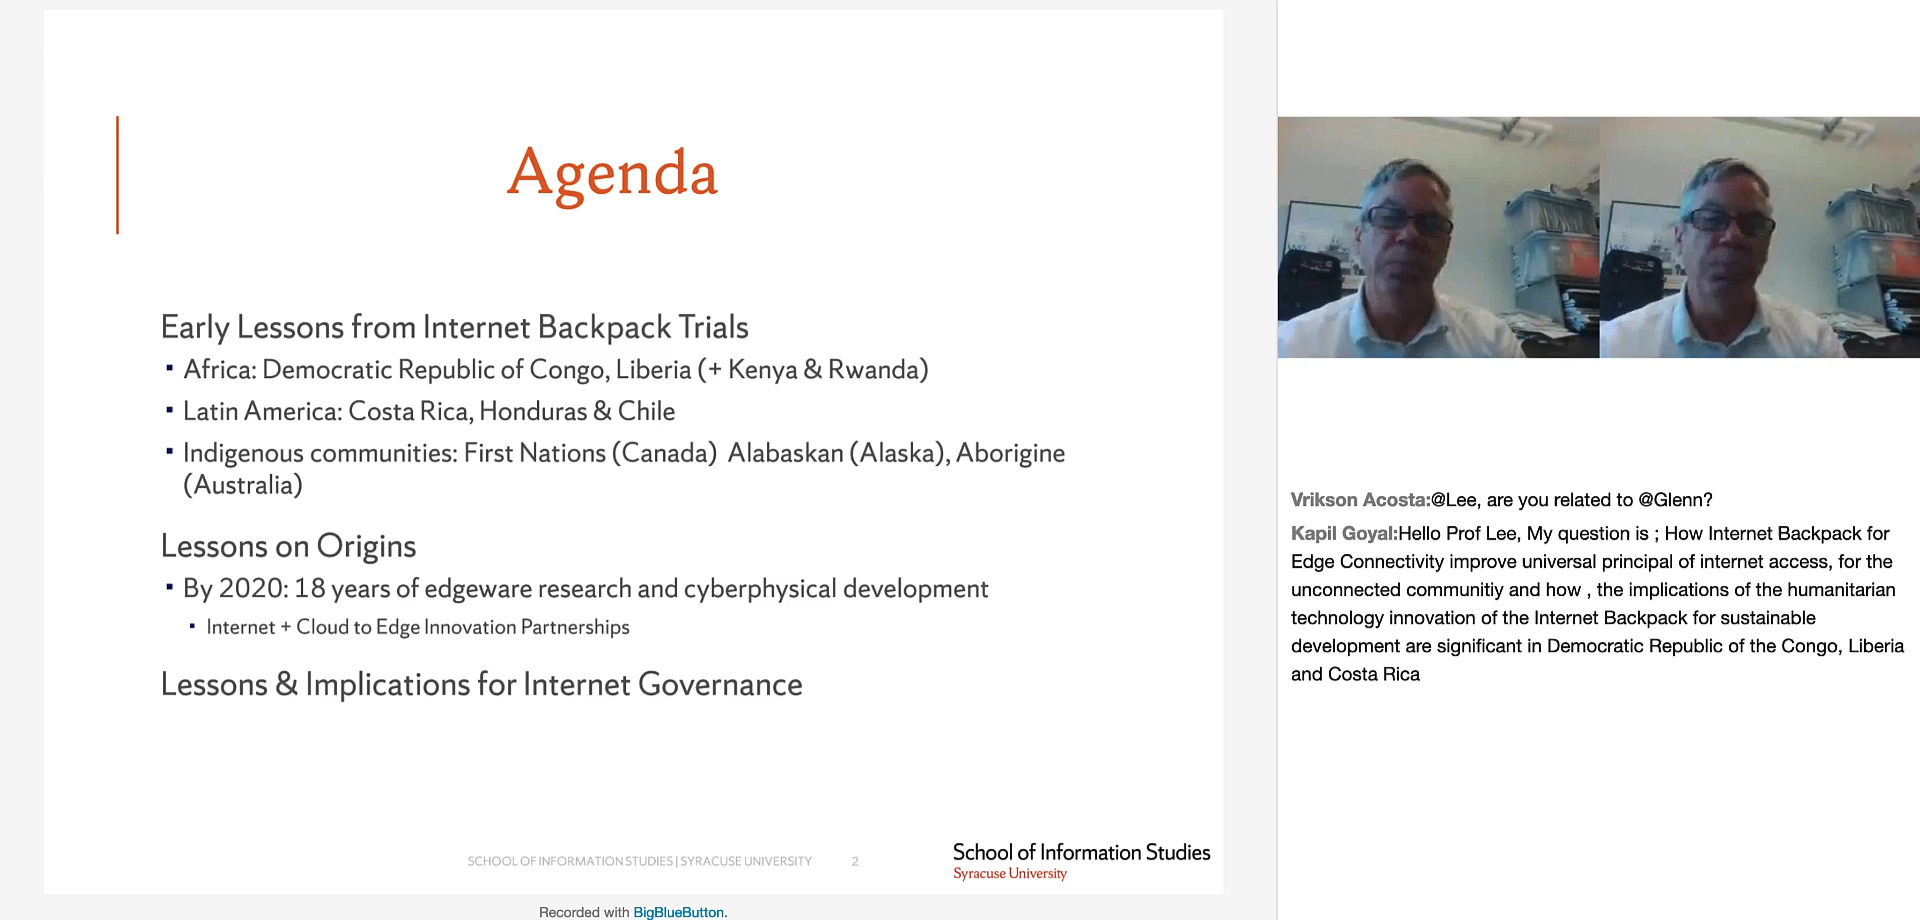 Agenda
Early Lessons from Internet Backpack Trials
▪ Africa: Democratic Republic of Congo, Liberia (+ Kenya & Rwanda)
▪ Latin America: Costa Rica, Honduras & Chile
▪ Indigenous communities: First Nations (Canada) Alabaskan (Alaska), Aborigine
(Australia)
Lessons on Origins
▪ By 2020: 18 years of edgeware research and cyberphysical development
▪ Internet + Cloud to Edge Innovation Partnerships
Lessons & Implications for Internet Governance
SCHOOL OF INFORMATION STUDIES | SYRACUSE UNIVERSITY 2
School of Information Studies
Syracuse University
Recorded with BigBlueButton.
Vrikson Acosta:@Lee, are you related to @Glenn?
Kapil Goyal:Hello Prof Lee, My question is ; How Internet Backpack for
Edge Connectivity improve universal principal of internet access, for the
unconnected communitiy and how , the implications of the humanitarian
technology innovation of the Internet Backpack for sustainable
development are significant in Democratic Republic of the Congo, Liberia
and Costa Rica